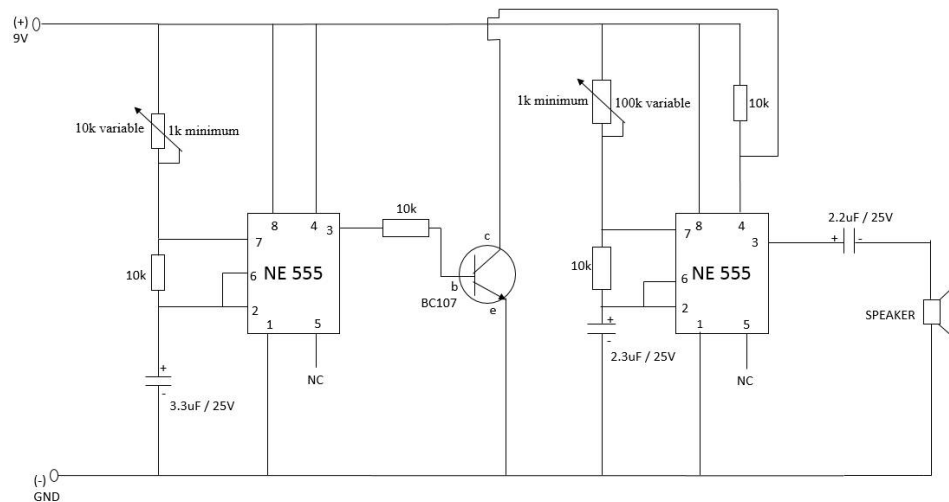 (+)
9V
10k variable
1k minimum
1k minimum
100k variable
10k
8
4
3
7
10k
6
NE 555
2
1
5
NC
3.3uF / 25V
+
-
10k
c
b
e
BC107
8
4
3
7
10k
6
NE 555
2
1
5
NC
+
-
2.3uF / 25V
2.2uF / 25V
+
-
SPEAKER
(-)
GND